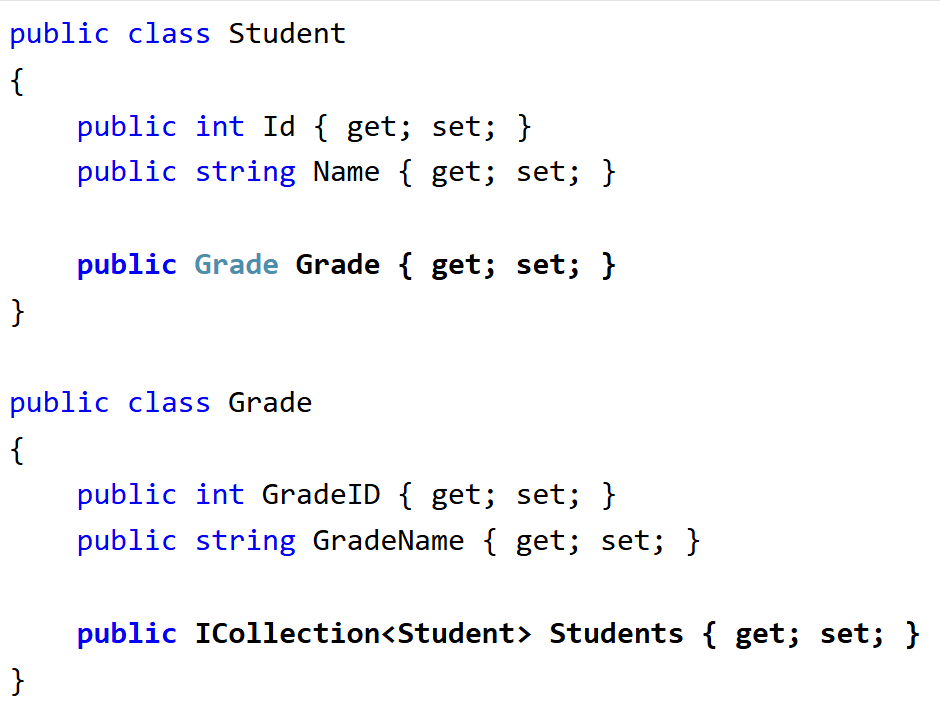 public class Student
{
    public int Id { get; set; }
    public string Name { get; set; }

    public Grade Grade { get; set; }
}

public class Grade
{
    public int GradeID { get; set; }
    public string GradeName { get; set; }

    public ICollection<Student> Students { get; set; }
}